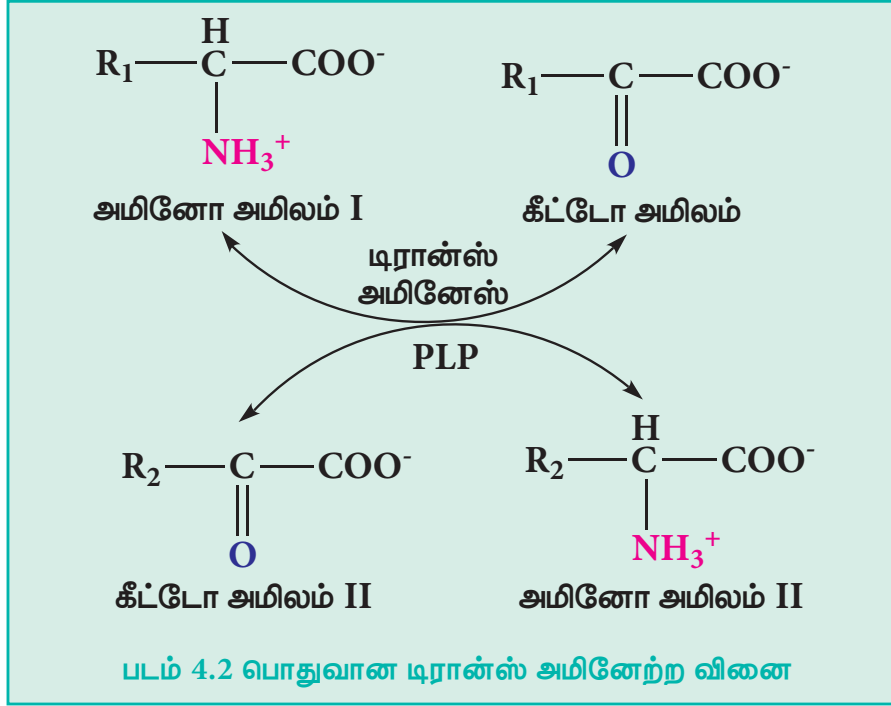 H
R₁ C COO⁻
NH₃⁺
அமினோ அமிலம் I
R₁ C COO⁻
O
கீட்டோ அமிலம்
டிரான்ஸ்
அமினேஸ்
PLP
R₂ C COO⁻
O
கீட்டோ அமிலம் II
H
R₂ C COO⁻
NH₃⁺
அமினோ அமிலம் II
படம் 4.2 பொதுவான டிரான்ஸ் அமினேற்ற வினை